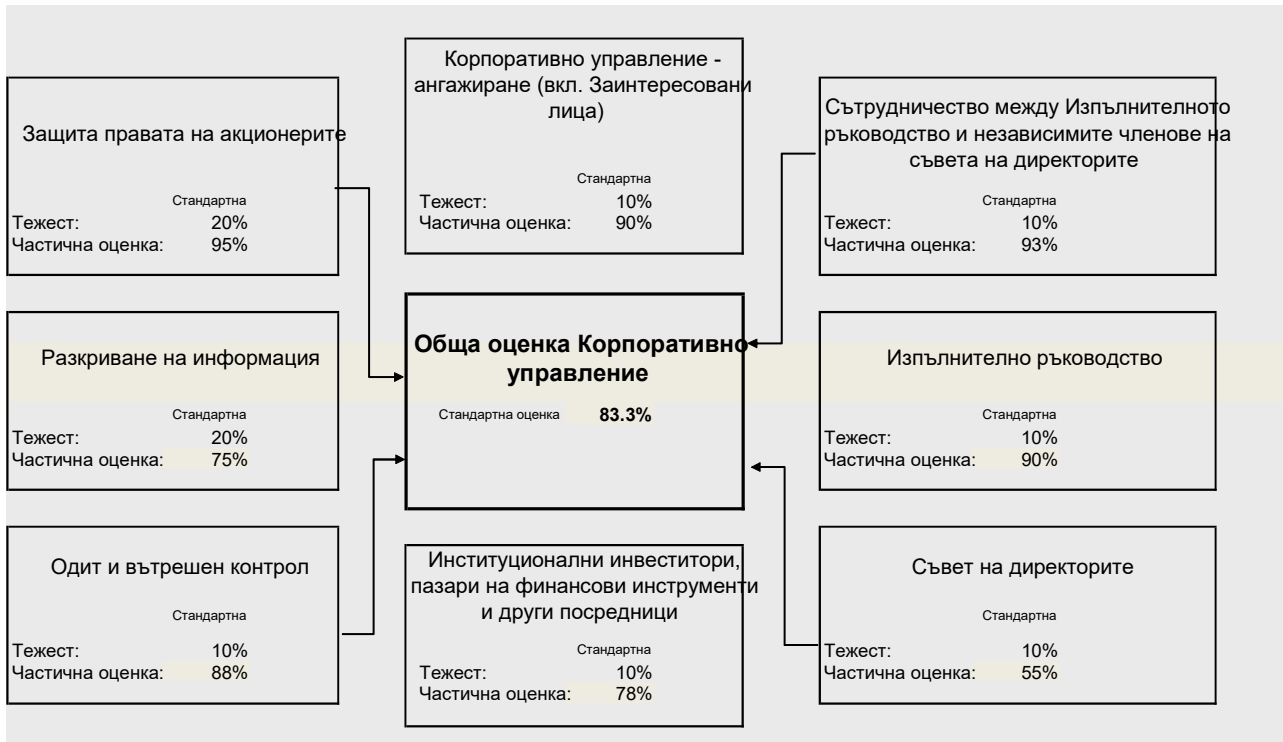 Корпоративно управление -
ангажиране (вкл. Заинтересовани
лица)
Стандартна
Тежест: 10%
Частична оценка: 90%
Защита правата на акционерите
Стандартна
Тежест: 20%
Частична оценка: 95%
Сътрудничество между Изпълнителното
ръководство и независимите членове на
съвета на директорите
Стандартна
Тежест: 10%
Частична оценка: 93%
Разкриване на информация
Стандартна
Тежест: 20%
Частична оценка: 75%
Обща оценка Корпоративно
управление
Стандартна оценка 83.3%
Изпълнително ръководство
Стандартна
Тежест: 10%
Частична оценка: 90%
Одит и вътрешен контрол
Стандартна
Тежест: 10%
Частична оценка: 88%
Институционални инвеститори,
пазари на финансови инструменти
и други посредници
Стандартна
Тежест: 10%
Частична оценка: 78%
Съвет на директорите
Стандартна
Тежест: 10%
Частична оценка: 55%